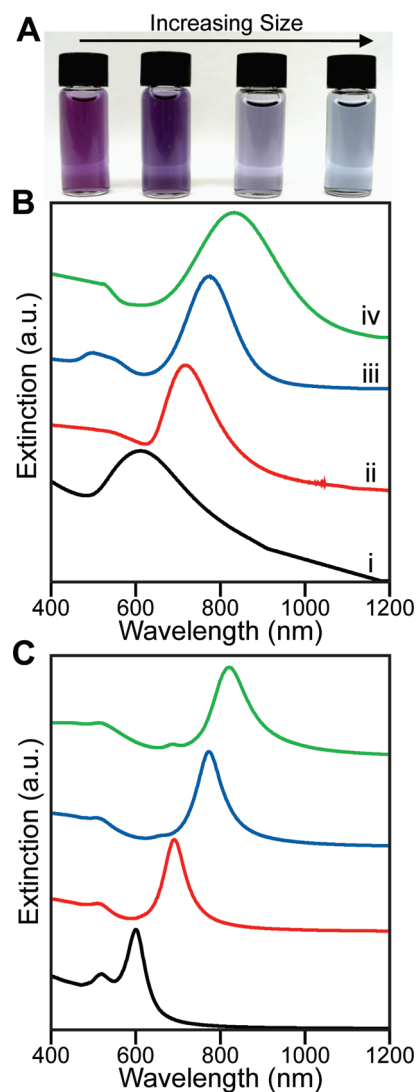 A
Increasing Size
B
Extinction (a.u.)
iv
iii
ii
i
400 600 800 1000 1200
Wavelength (nm)
C
Extinction (a.u.)
400 600 800 1000 1200
Wavelength (nm)